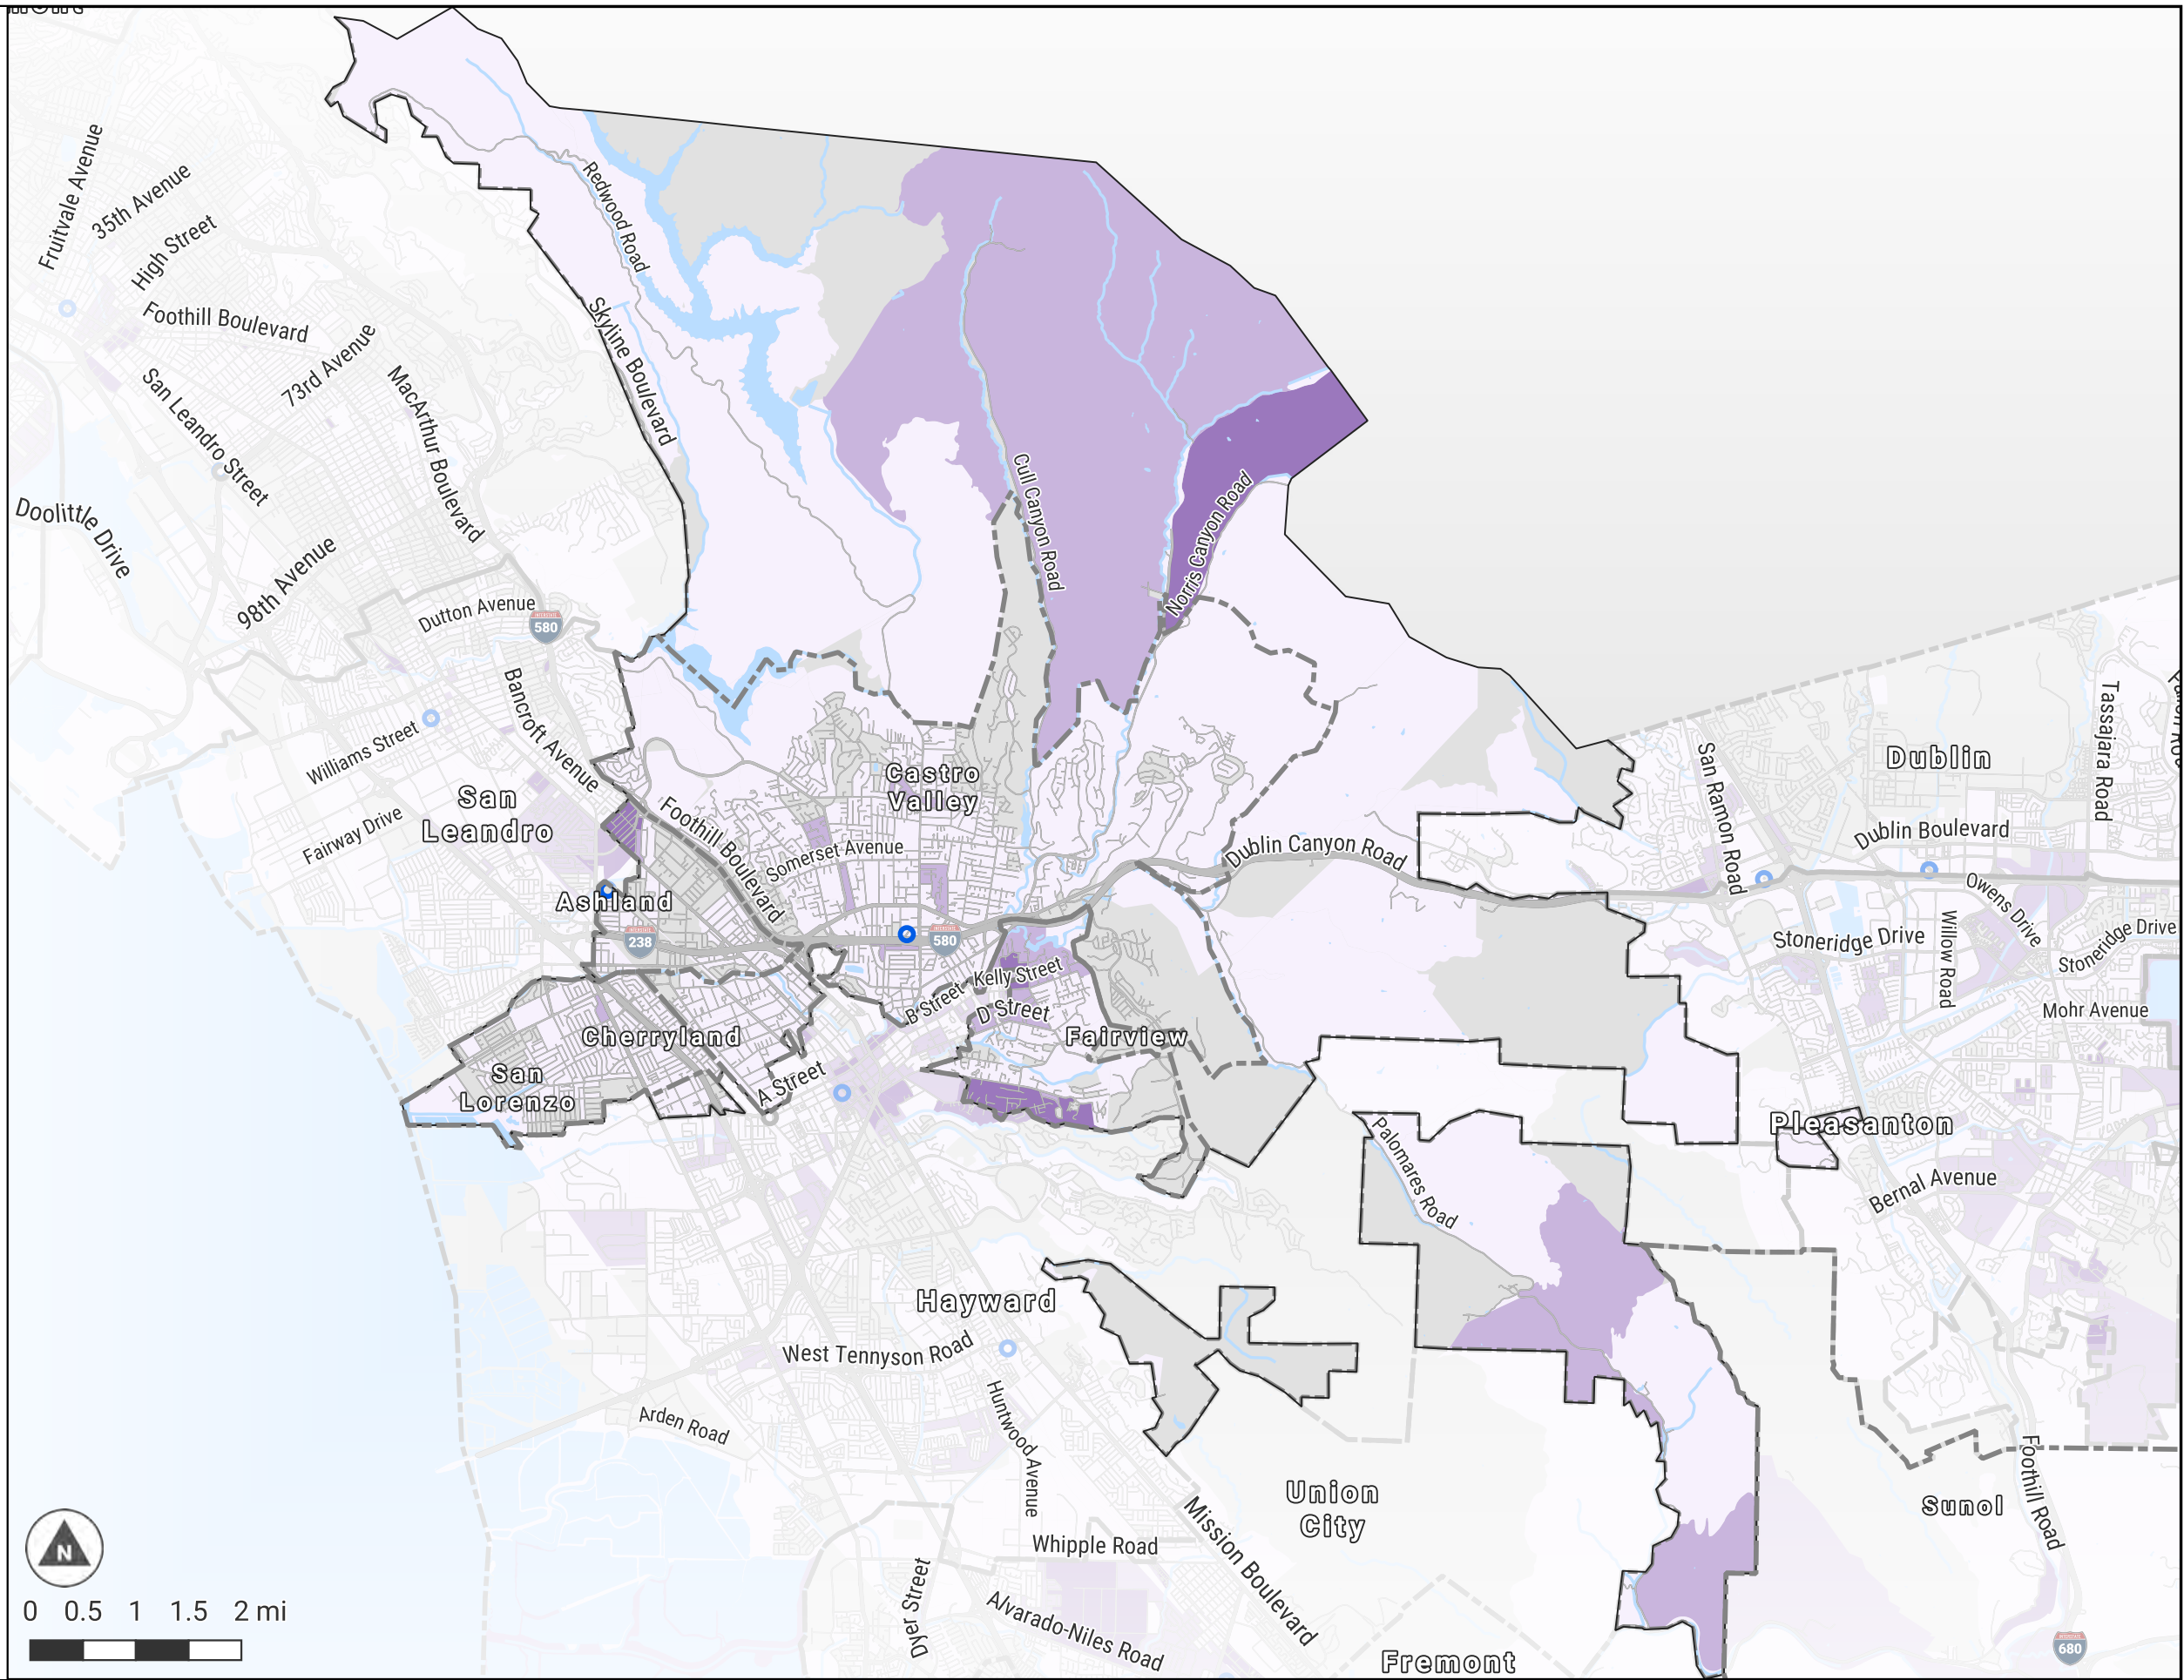 Fruitvale Avenue
35th Avenue
High Street
Foothill Boulevard
73rd Avenue
San Leandro Street
MacArthur Boulevard
Doolittle Drive
98th Avenue
Redwood Road
Skyline Boulevard
Cull Canyon Road
Norris Canyon Road
Dutton Avenue
580
Bancroft Avenue
Williams Street
Fairway Drive
San
Leandro
Castro
Valley
Foothill Boulevard
Somerset Avenue
Dublin Canyon Road
San Ramon Road
Dublin
Tassajara Road
Dublin Boulevard
Ashland
238
580
Kelly Street
B Street
D Street
Fairview
Owens Drive
Willow Road
Stoneridge Drive
Stoneridge Drive
Mohr Avenue
Cherryland
San
Lorenzo
A Street
Pleasanton
Palomares Road
Bernal Avenue
Hayward
West Tennyson Road
Huntwood Avenue
Arden Road
Union
City
Sunol
Foothill Road
Whipple Road
Mission Boulevard
Dyer Street
Alvarado-Niles Road
Fremont
680
N
0 0.5 1 1.5 2 mi